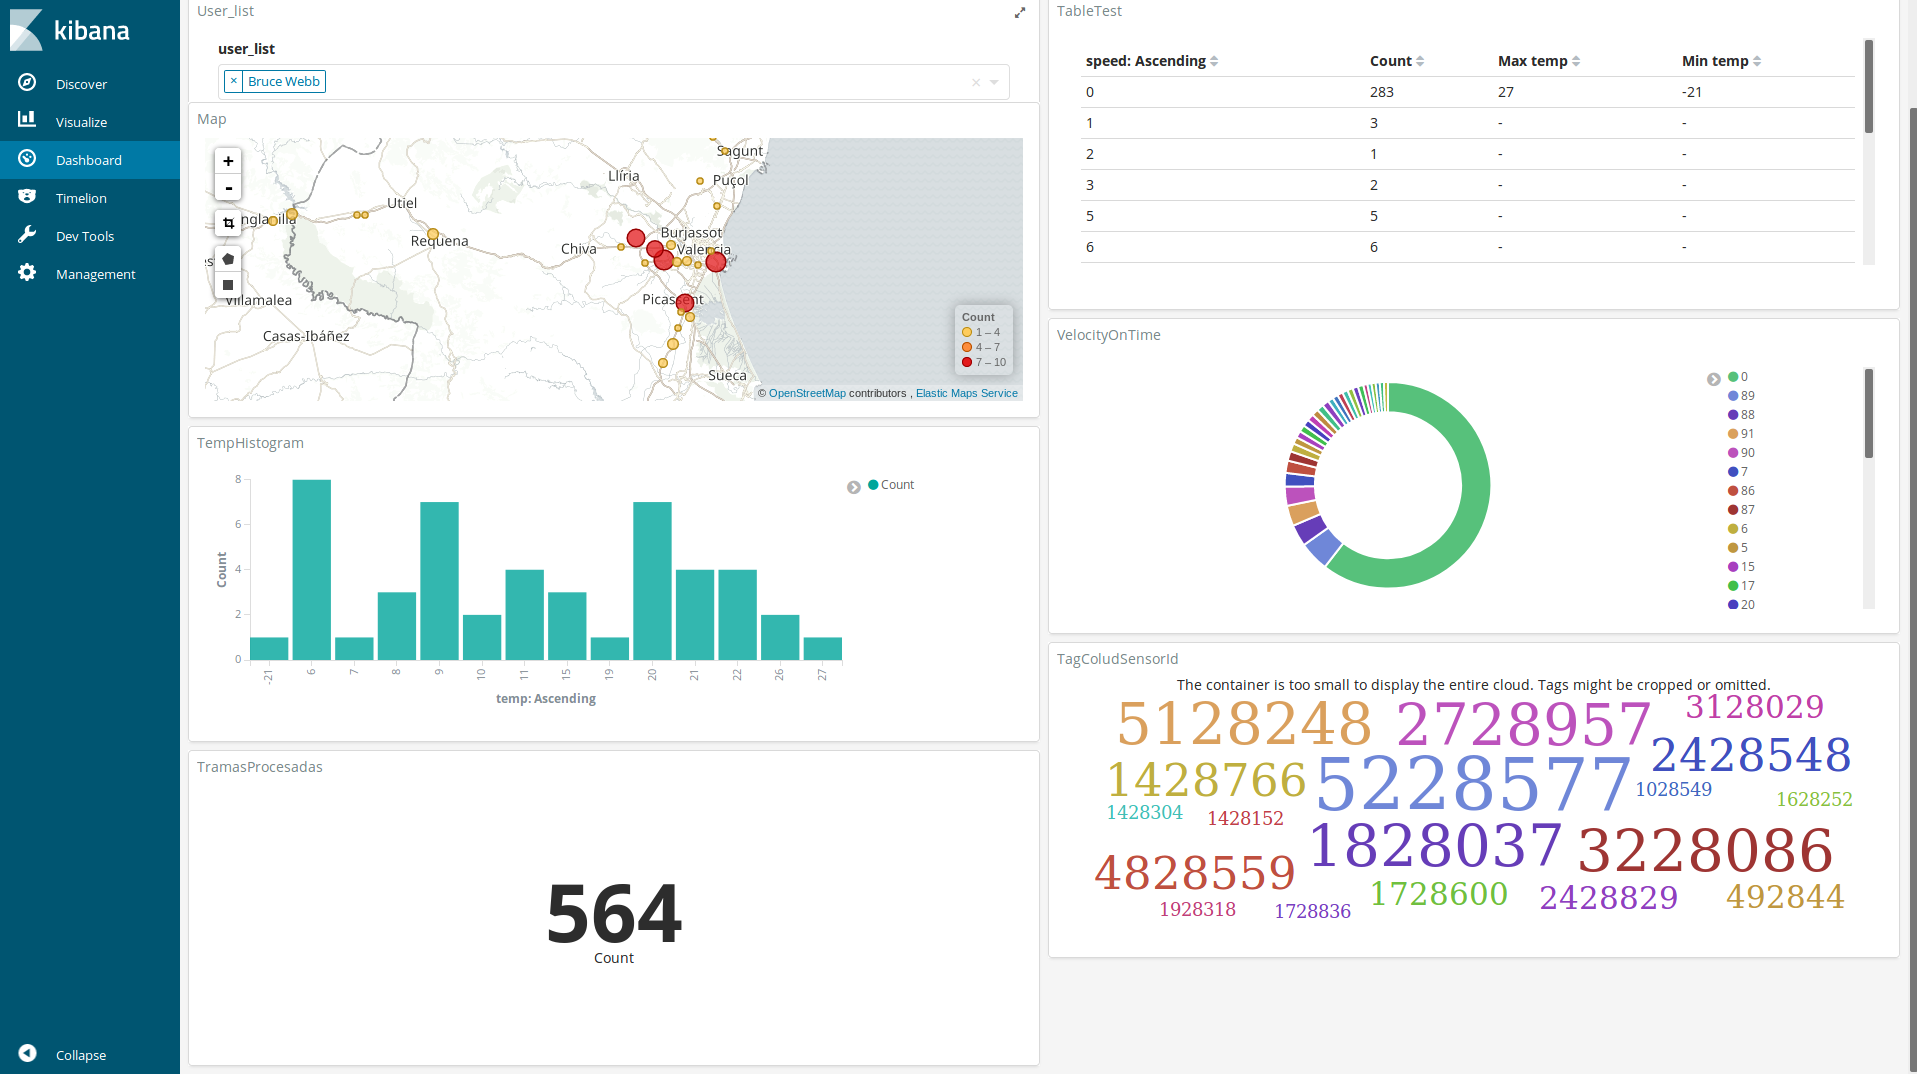 kibana
Discover
Visualize
Dashboard
Timelion
Dev Tools
Management
Collapse
User_list
user_list
× Bruce Webb ×
Map
+
-
Sagunt
Llíria
Puçol
Utiel
nglanilla
Requena
Burjassot
Chiva
Valencia
es
Villamalea
Picassent
Casas-Ibáñez
Sueca
Count
1 – 4
4 – 7
7 – 10
© OpenStreetMap contributors , Elastic Maps Service
TempHistogram
Count
8
6
4
2
0
Count
-21 6 7 8 9 10 11 15 19 20 21 22 26 27
temp: Ascending
TramasProcesadas
564
Count
TableTest
speed: Ascending Count Max temp Min temp
0 283 27 -21
1 3 - -
2 1 - -
3 2 - -
5 5 - -
6 6 - -
VelocityOnTime
0
89
88
91
90
7
86
87
6
5
15
17
20
TagColudSensorId
The container is too small to display the entire cloud. Tags might be cropped or omitted.
5128248 2728957 3128029
1428766 5228577 2428548
1028549 1628252
1428304 1428152
1828037 3228086
4828559
1728600 2428829 492844
1928318 1728836